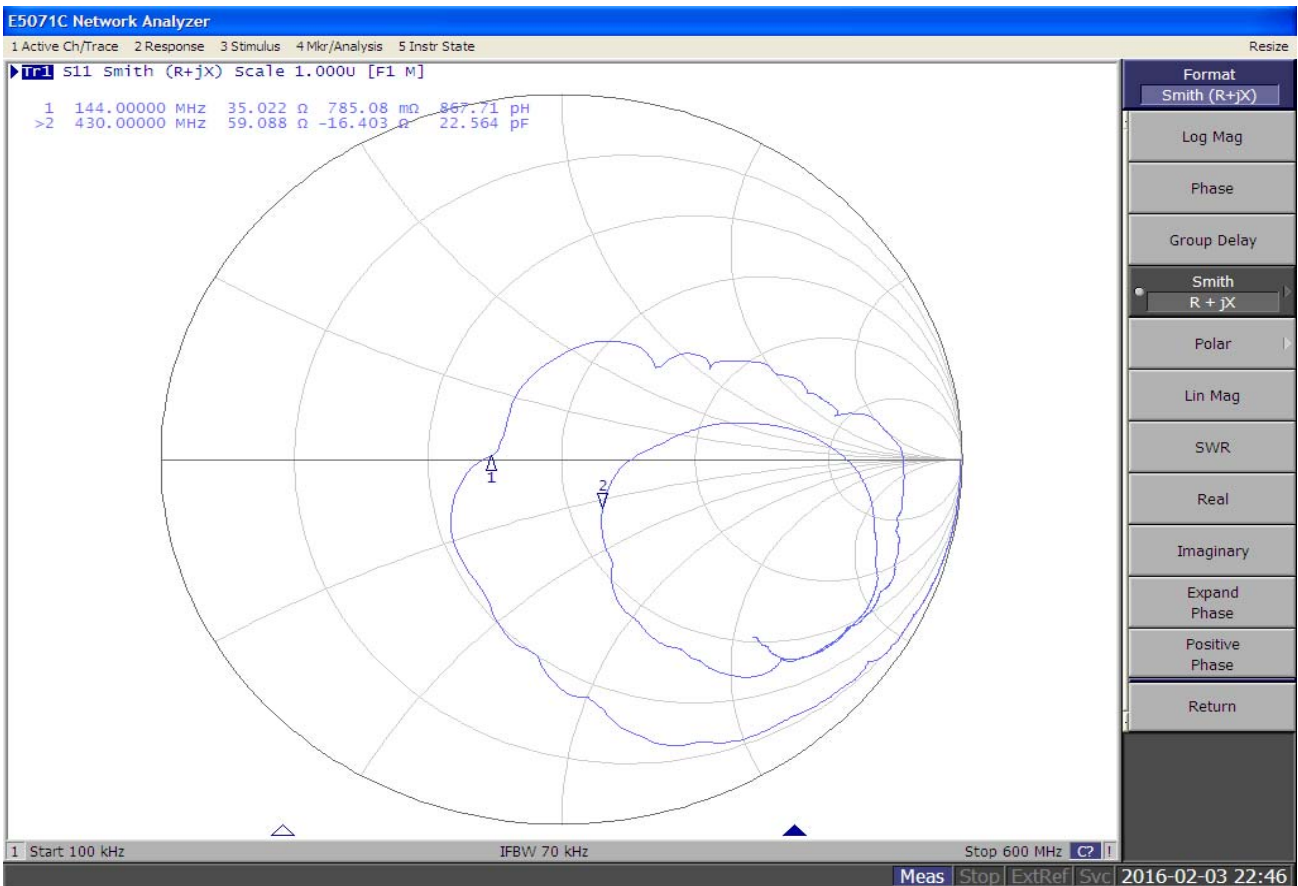 E5071C Network Analyzer
1 Active Ch/Trace 2 Response 3 Stimulus 4 Mkr/Analysis 5 Instr State
Resize
Tr1 S11 Smith (R+jX) Scale 1.000U [F1 M]
1 144.00000 MHz 35.022 Ω 785.08 mΩ 867.71 pH
>2 430.00000 MHz 59.088 Ω -16.403 Ω 22.564 pF
1
2
Format
Smith (R+jX)
Log Mag
Phase
Group Delay
Smith
R + jX
Polar
Lin Mag
SWR
Real
Imaginary
Expand
Phase
Positive
Phase
Return
1 Start 100 kHz
IFBW 70 kHz
Stop 600 MHz C? !
Meas Stop ExtRef Svc 2016-02-03 22:46